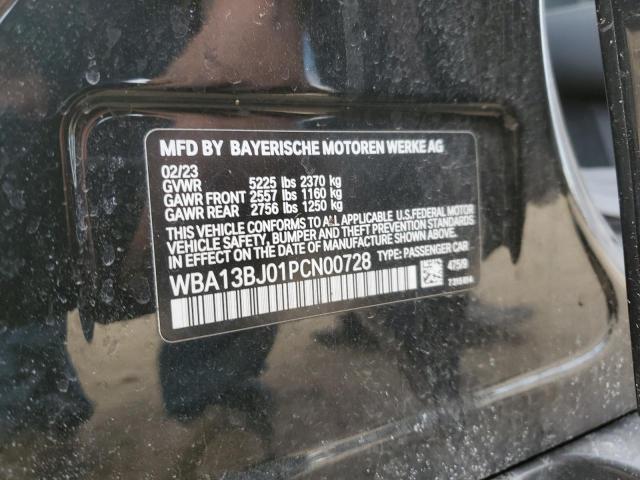 MFD BY BAYERISCHE MOTOREN WERKE AG
02/23
GVWR 5225 lbs 2370 kg
GAWR FRONT 2557 lbs 1160 kg
GAWR REAR 2756 lbs 1250 kg
THIS VEHICLE CONFORMS TO ALL APPLICABLE U.S. FEDERAL MOTOR
VEHICLE SAFETY, BUMPER AND THEFT PREVENTION STANDARDS
IN EFFECT ON THE DATE OF MANUFACTURE SHOWN ABOVE.
WBA13BJ01PCN00728 TYPE: PASSENGER CAR